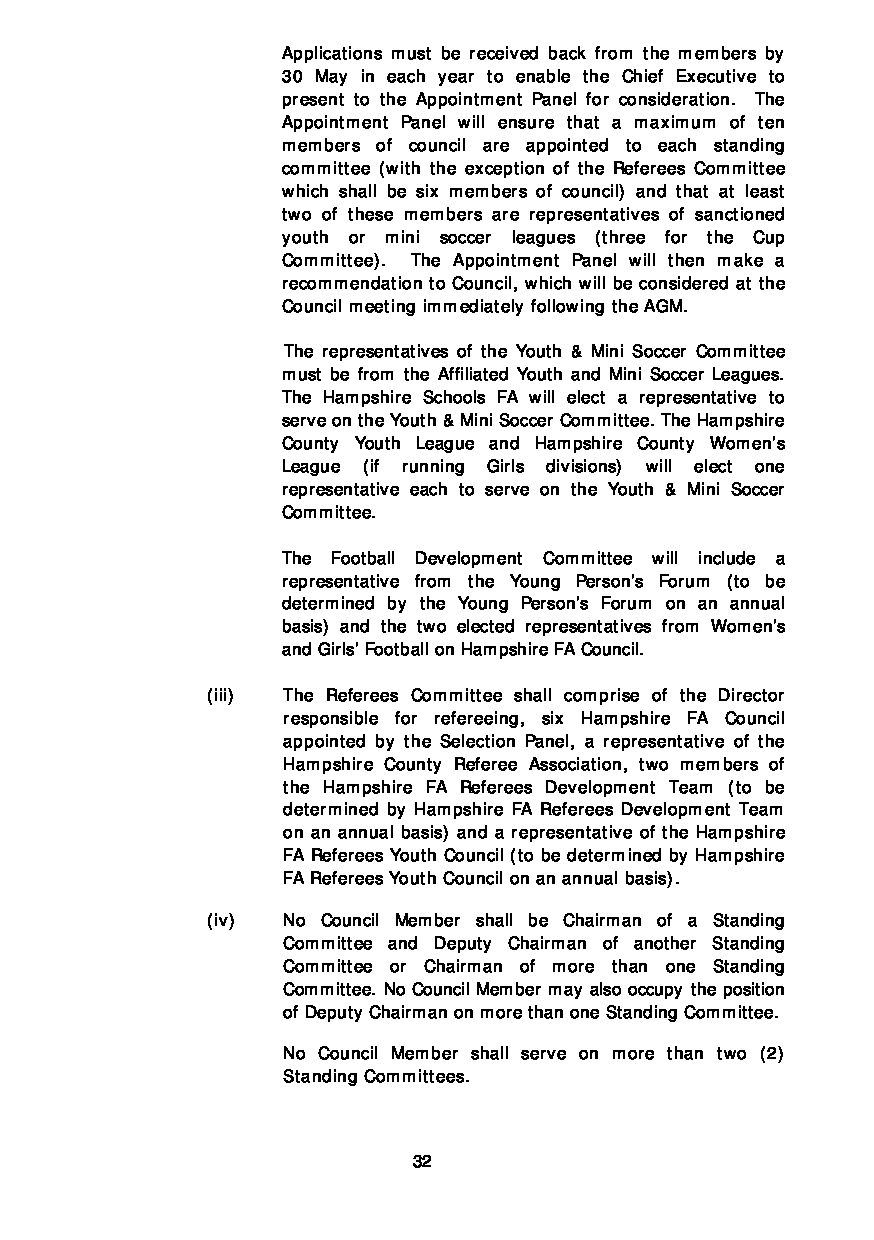 Applications must be received back from the members by
30 May in each year to enable the Chief Executive to
present to the Appointment Panel for consideration. The
Appointment Panel will ensure that a maximum of ten
members of council are appointed to each standing
committee (with the exception of the Referees Committee
which shall be six members of council) and that at least
two of these members are representatives of sanctioned
youth or mini soccer leagues (three for the Cup
Committee). The Appointment Panel will then make a
recommendation to Council, which will be considered at the
Council meeting immediately following the AGM.
The representatives of the Youth & Mini Soccer Committee
must be from the Affiliated Youth and Mini Soccer Leagues.
The Hampshire Schools FA will elect a representative to
serve on the Youth & Mini Soccer Committee. The Hampshire
County Youth League and Hampshire County Women's
League (if running Girls divisions) will elect one
representative each to serve on the Youth & Mini Soccer
Committee.
The Football Development Committee will include a
representative from the Young Person's Forum (to be
determined by the Young Person's Forum on an annual
basis) and the two elected representatives from Women's
and Girls' Football on Hampshire FA Council.
(iii) The Referees Committee shall comprise of the Director
responsible for refereeing, six Hampshire FA Council
appointed by the Selection Panel, a representative of the
Hampshire County Referee Association, two members of
the Hampshire FA Referees Development Team (to be
determined by Hampshire FA Referees Development Team
on an annual basis) and a representative of the Hampshire
FA Referees Youth Council (to be determined by Hampshire
FA Referees Youth Council on an annual basis).
(iv) No Council Member shall be Chairman of a Standing
Committee and Deputy Chairman of another Standing
Committee or Chairman of more than one Standing
Committee. No Council Member may also occupy the position
of Deputy Chairman on more than one Standing Committee.
No Council Member shall serve on more than two (2)
Standing Committees.
32